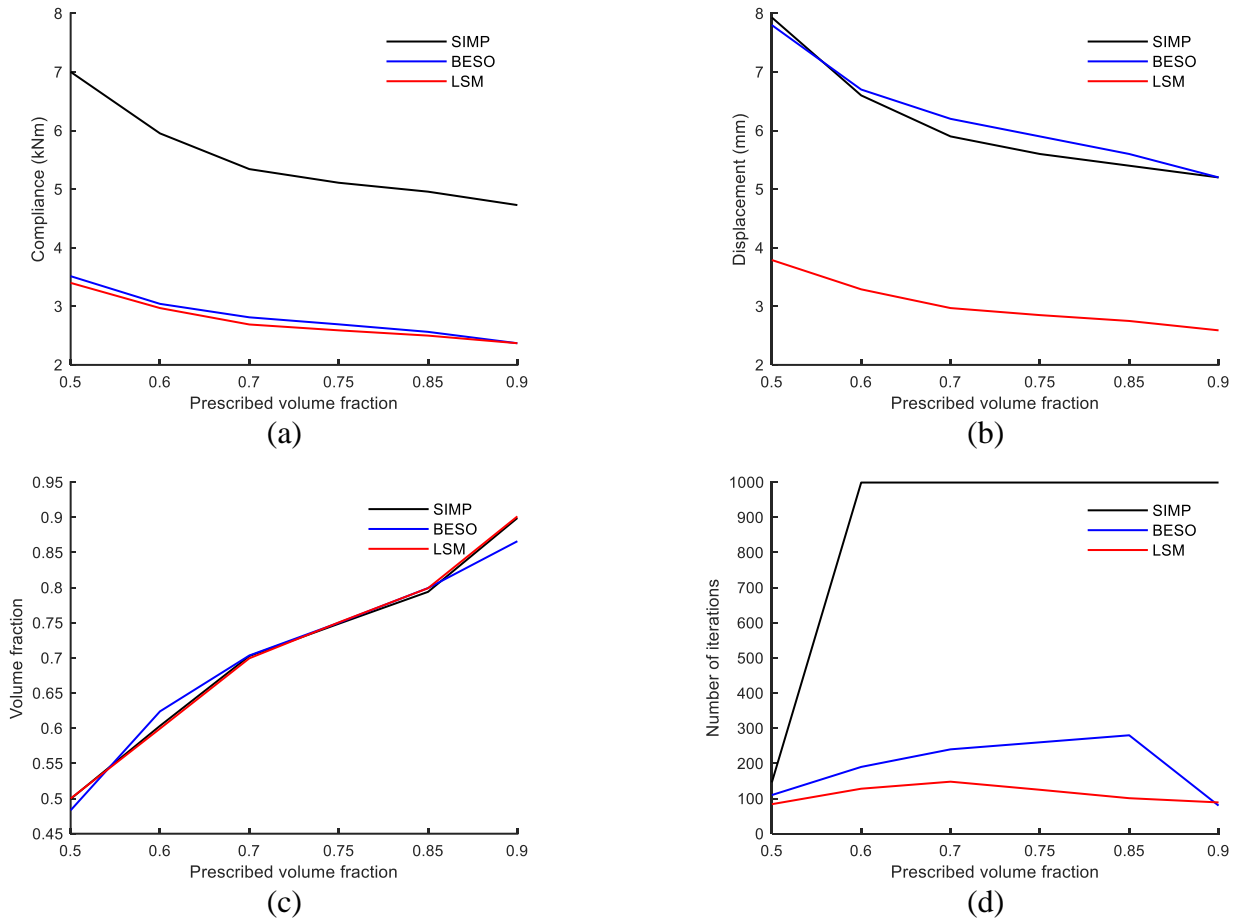 8
7
6
5
4
3
2
Compliance (kNm)
SIMP
BESO
LSM
0.5 0.6 0.7 0.75 0.85 0.9
Prescribed volume fraction
(a)
8
7
6
5
4
3
2
Displacement (mm)
SIMP
BESO
LSM
0.5 0.6 0.7 0.75 0.85 0.9
Prescribed volume fraction
(b)
0.95
0.9
0.85
0.8
0.75
0.7
0.65
0.6
0.55
0.5
0.45
Volume fraction
SIMP
BESO
LSM
0.5 0.6 0.7 0.75 0.85 0.9
Prescribed volume fraction
(c)
1000
900
800
700
600
500
400
300
200
100
0
Number of iterations
SIMP
BESO
LSM
0.5 0.6 0.7 0.75 0.85 0.9
Prescribed volume fraction
(d)